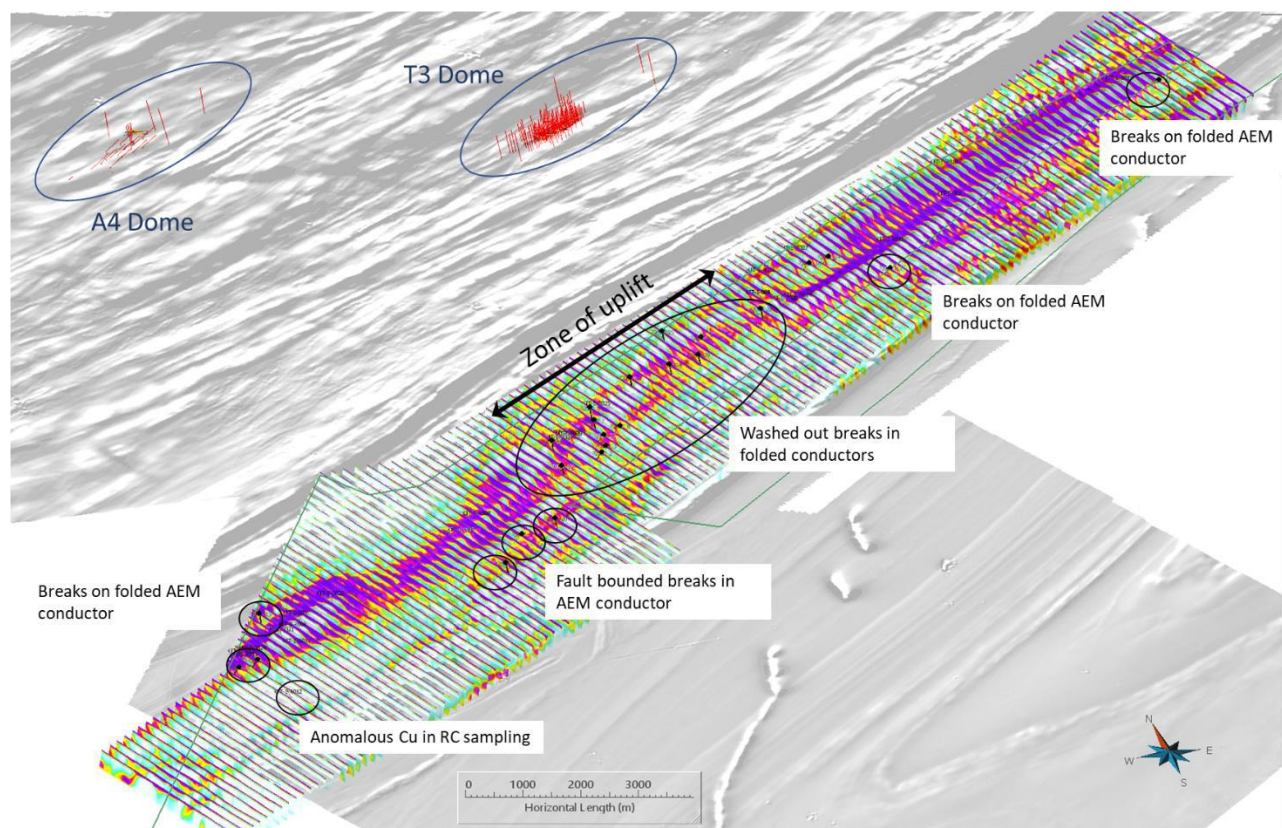 T3 Dome
A4 Dome
Breaks on folded AEM
conductor
Zone of uplift
Breaks on folded AEM
conductor
Washed out breaks in
folded conductors
Breaks on folded AEM
conductor
Fault bounded breaks in
AEM conductor
Anomalous Cu in RC sampling
0 1000 2000 3000
Horizontal Length (m)
N
W
E
S